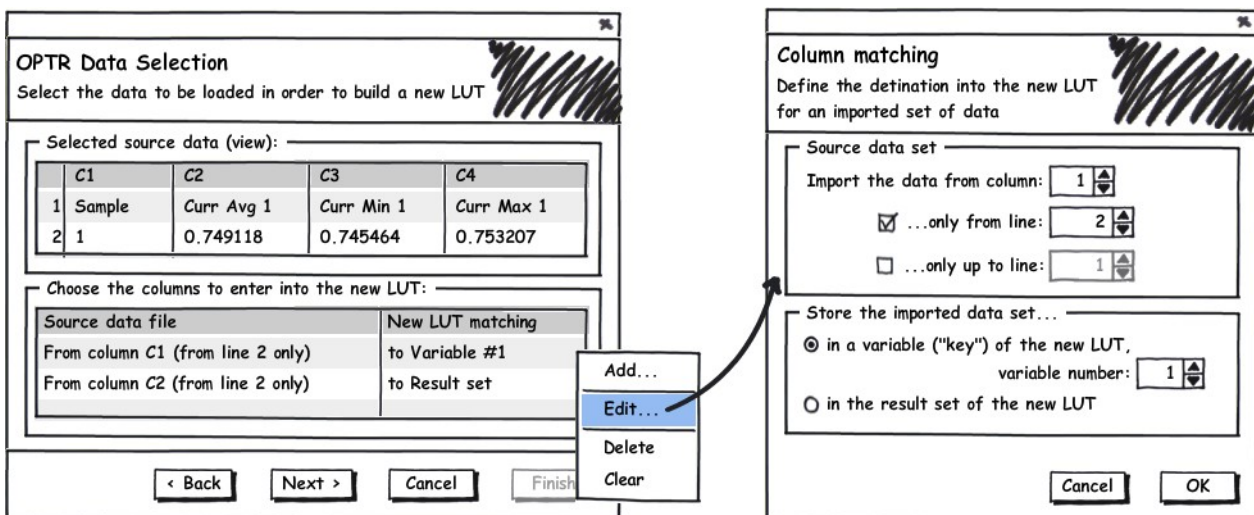 OPTR Data Selection
Select the data to be loaded in order to build a new LUT
Selected source data (view):
C1 C2 C3 C4
1 Sample Curr Avg 1 Curr Min 1 Curr Max 1
2 1 0.749118 0.745464 0.753207
Choose the columns to enter into the new LUT:
Source data file New LUT matching
From column C1 (from line 2 only) to Variable #1
From column C2 (from line 2 only) to Result set
< Back Next > Cancel Finish
Add...
Edit...
Delete
Clear
Column matching
Define the detination into the new LUT
for an imported set of data
Source data set
Import the data from column: 1
...only from line: 2
...only up to line: 1
Store the imported data set...
in a variable ("key") of the new LUT,
variable number: 1
in the result set of the new LUT
Cancel OK